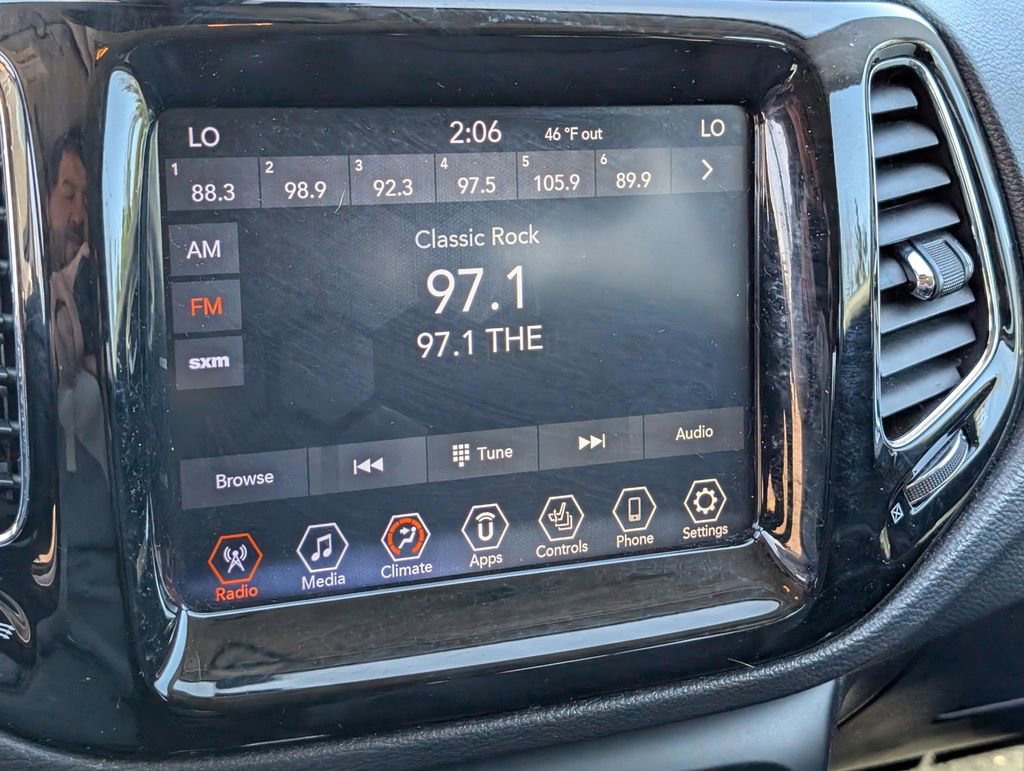 LO 2:06 46 °F out LO
1 88.3 2 98.9 3 92.3 4 97.5 5 105.9 6 89.9
AM
FM
sxm
Classic Rock
97.1
97.1 THE
Browse Tune Audio
Radio Media Climate Apps Controls Phone Settings